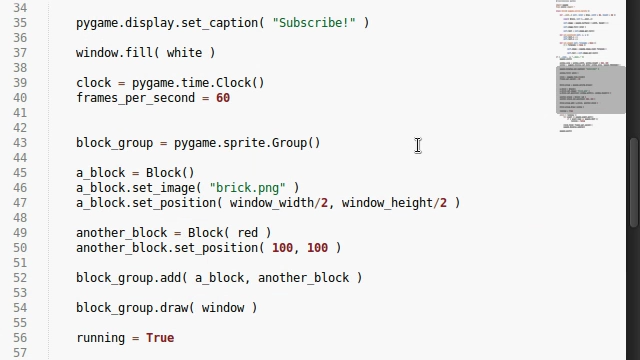 34
35 pygame.display.set_caption( "Subscribe!" )
36
37 window.fill( white )
38
39 clock = pygame.time.Clock()
40 frames_per_second = 60
41
42
43 block_group = pygame.sprite.Group()
44
45 a_block = Block()
46 a_block.set_image( "brick.png" )
47 a_block.set_position( window_width/2, window_height/2 )
48
49 another_block = Block( red )
50 another_block.set_position( 100, 100 )
51
52 block_group.add( a_block, another_block )
53
54 block_group.draw( window )
55
56 running = True
57